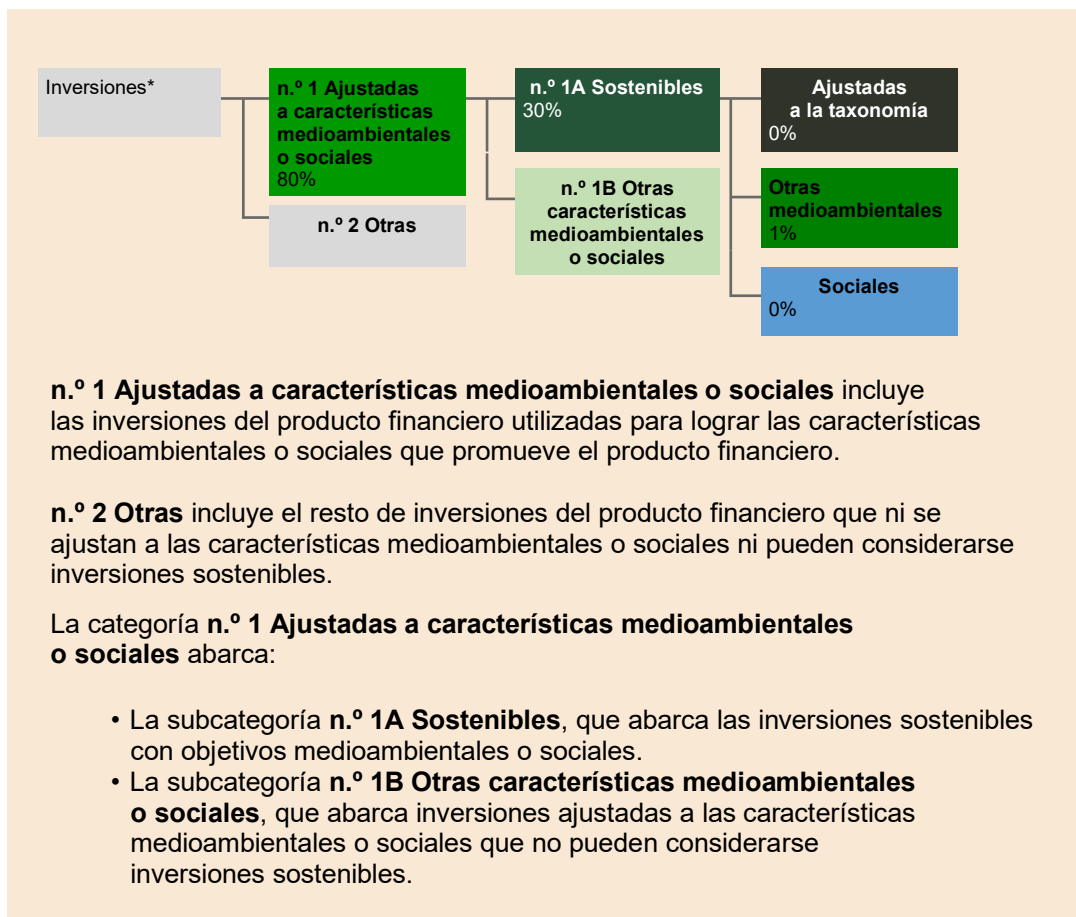 Inversiones*
n.º 1 Ajustadas
a características
medioambientales
o sociales
80%
n.º 2 Otras
n.º 1A Sostenibles
30%
n.º 1B Otras
características
medioambientales
o sociales
Ajustadas
a la taxonomía
0%
Otras
medioambientales
1%
Sociales
0%
n.º 1 Ajustadas a características medioambientales o sociales incluye
las inversiones del producto financiero utilizadas para lograr las características
medioambientales o sociales que promueve el producto financiero.
n.º 2 Otras incluye el resto de inversiones del producto financiero que ni se
ajustan a las características medioambientales o sociales ni pueden considerarse
inversiones sostenibles.
La categoría n.º 1 Ajustadas a características medioambientales
o sociales abarca:
• La subcategoría n.º 1A Sostenibles, que abarca las inversiones sostenibles
con objetivos medioambientales o sociales.
• La subcategoría n.º 1B Otras características medioambientales
o sociales, que abarca inversiones ajustadas a las características
medioambientales o sociales que no pueden considerarse
inversiones sostenibles.